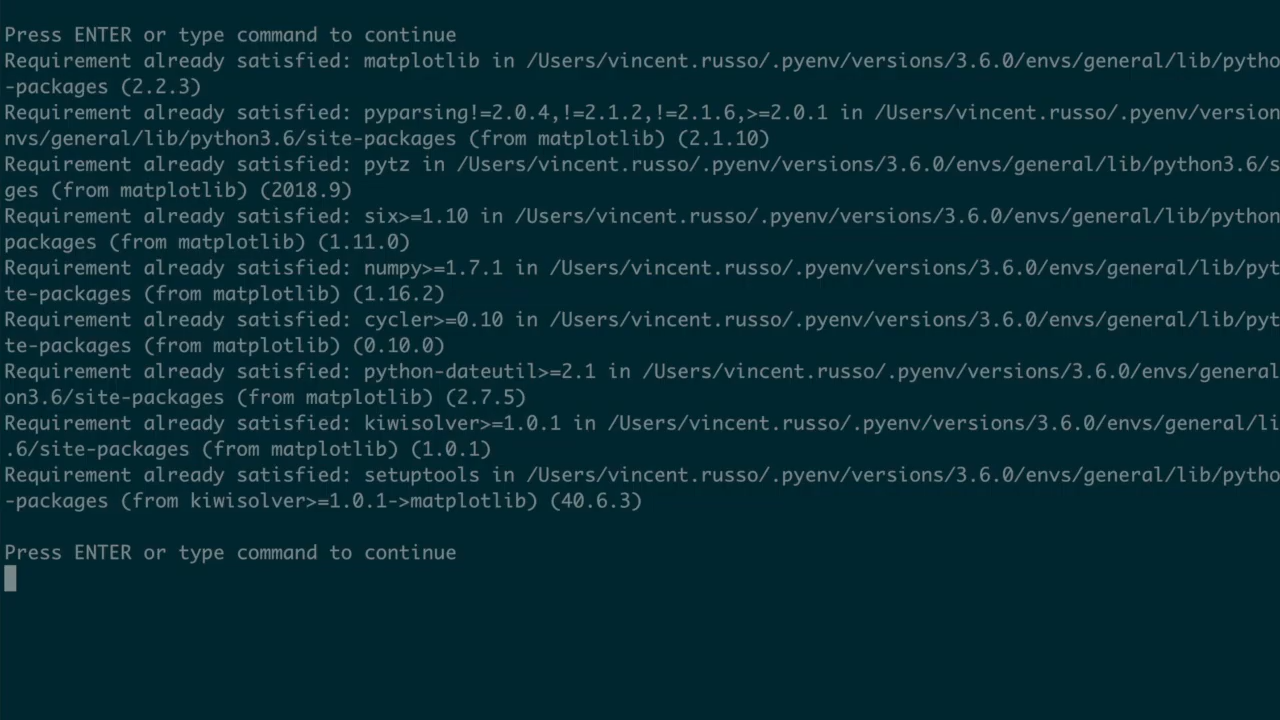 Press ENTER or type command to continue
Requirement already satisfied: matplotlib in /Users/vincent.russo/.pyenv/versions/3.6.0/envs/general/lib/pytho
-packages (2.2.3)
Requirement already satisfied: pyparsing!=2.0.4,!=2.1.2,!=2.1.6,>=2.0.1 in /Users/vincent.russo/.pyenv/version
nvs/general/lib/python3.6/site-packages (from matplotlib) (2.1.10)
Requirement already satisfied: pytz in /Users/vincent.russo/.pyenv/versions/3.6.0/envs/general/lib/python3.6/s
ges (from matplotlib) (2018.9)
Requirement already satisfied: six>=1.10 in /Users/vincent.russo/.pyenv/versions/3.6.0/envs/general/lib/python
packages (from matplotlib) (1.11.0)
Requirement already satisfied: numpy>=1.7.1 in /Users/vincent.russo/.pyenv/versions/3.6.0/envs/general/lib/pyt
te-packages (from matplotlib) (1.16.2)
Requirement already satisfied: cycler>=0.10 in /Users/vincent.russo/.pyenv/versions/3.6.0/envs/general/lib/pyt
te-packages (from matplotlib) (0.10.0)
Requirement already satisfied: python-dateutil>=2.1 in /Users/vincent.russo/.pyenv/versions/3.6.0/envs/general
on3.6/site-packages (from matplotlib) (2.7.5)
Requirement already satisfied: kiwisolver>=1.0.1 in /Users/vincent.russo/.pyenv/versions/3.6.0/envs/general/li
.6/site-packages (from matplotlib) (1.0.1)
Requirement already satisfied: setuptools in /Users/vincent.russo/.pyenv/versions/3.6.0/envs/general/lib/pytho
-packages (from kiwisolver>=1.0.1->matplotlib) (40.6.3)
Press ENTER or type command to continue